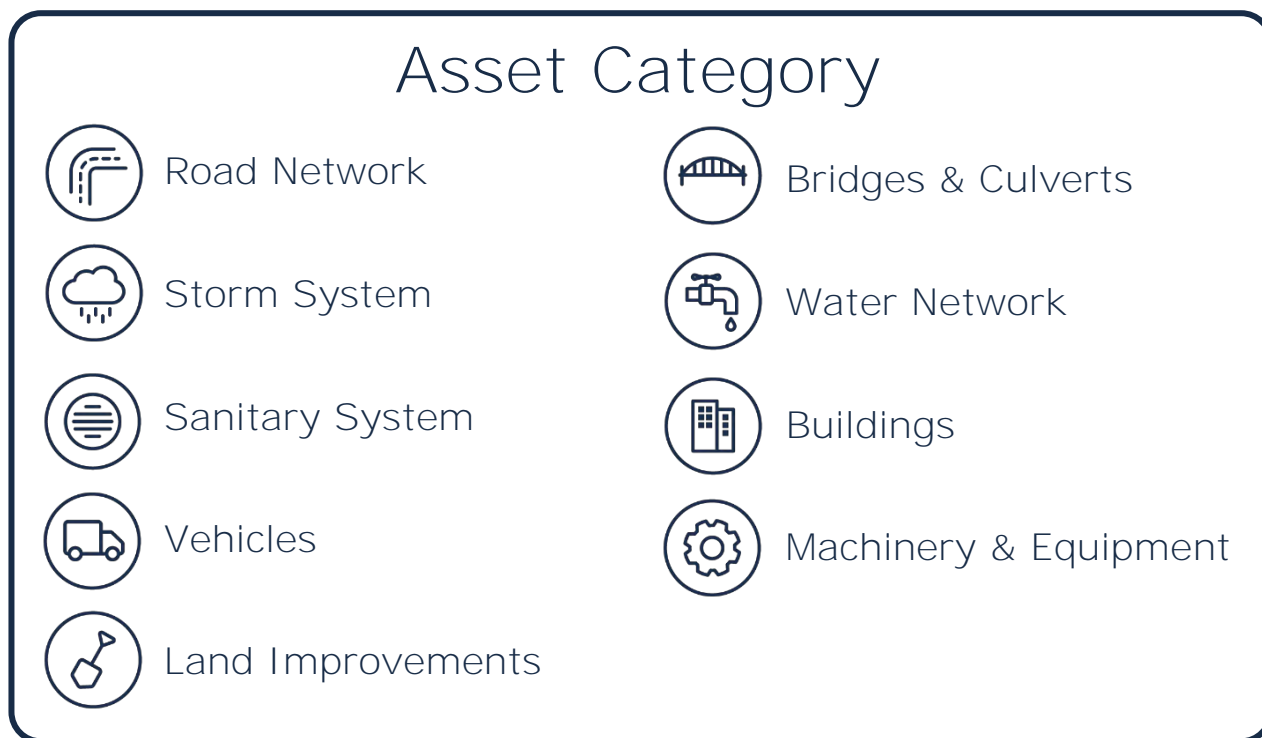 Asset Category
Road Network
Bridges & Culverts
Storm System
Water Network
Sanitary System
Buildings
Vehicles
Machinery & Equipment
Land Improvements